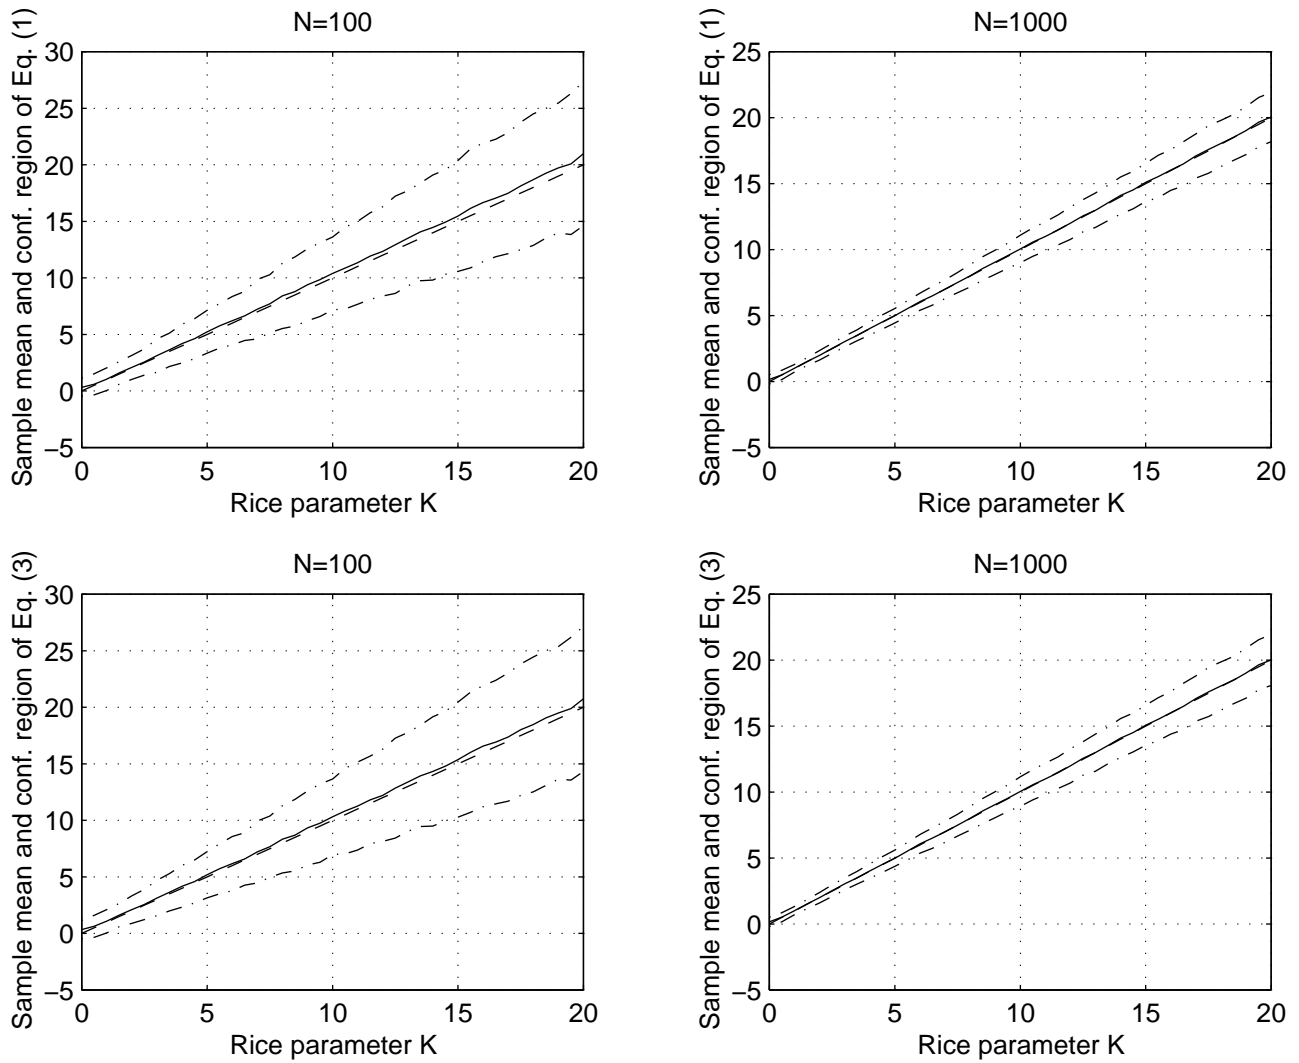 N=100
Sample mean and conf. region of Eq. (1)
30
25
20
15
10
5
0
−5
0 5 10 15 20
Rice parameter K
N=1000
Sample mean and conf. region of Eq. (1)
25
20
15
10
5
0
−5
0 5 10 15 20
Rice parameter K
N=100
Sample mean and conf. region of Eq. (3)
30
25
20
15
10
5
0
−5
0 5 10 15 20
Rice parameter K
N=1000
Sample mean and conf. region of Eq. (3)
25
20
15
10
5
0
−5
0 5 10 15 20
Rice parameter K